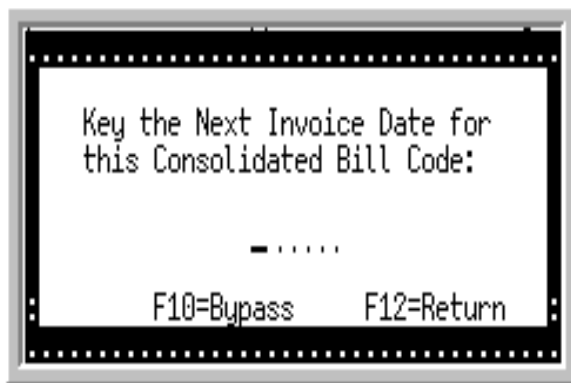 Key the Next Invoice Date for
this Consolidated Bill Code:
F10=Bypass F12=Return